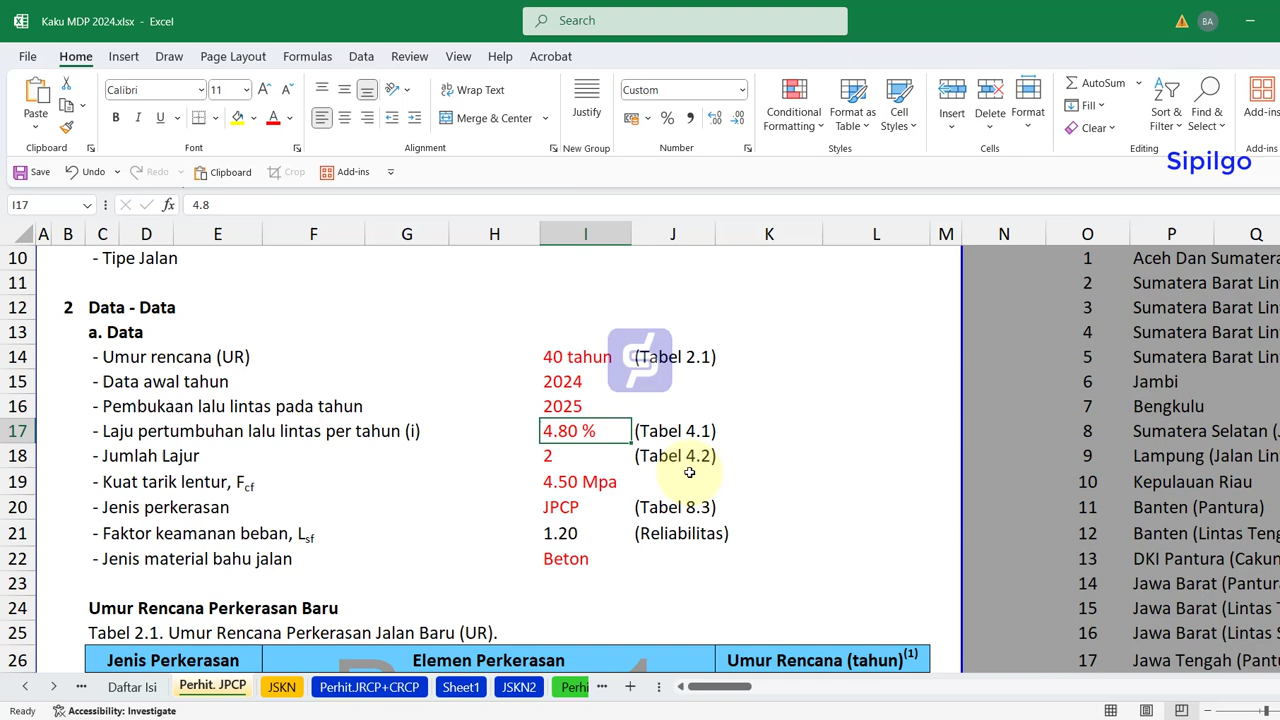 Kaku MDP 2024.xlsx - Excel
Search
BA
File Home Insert Draw Page Layout Formulas Data Review View Help Acrobat
Paste
Clipboard
Calibri 11
B I U
Font
Wrap Text
Merge & Center
Alignment
Justify
New Group
Custom
Number
Conditional Formatting
Format as Table
Cell Styles
Styles
Insert
Delete
Format
Cells
AutoSum
Fill
Clear
Sort & Filter
Find & Select
Editing
Add-ins
Add-ins
Sipilgo
Save Undo Redo Clipboard Crop Add-ins
I17 fx 4.8
A B C D E F G H I J K L M N O P Q
10 - Tipe Jalan 1 Aceh Dan Sumatera
11 2 Sumatera Barat Lin
12 2 Data - Data 3 Sumatera Barat Lint
13 a. Data 4 Sumatera Barat Lint
14 - Umur rencana (UR) 40 tahun (Tabel 2.1) 5 Sumatera Barat Lint
15 - Data awal tahun 2024 6 Jambi
16 - Pembukaan lalu lintas pada tahun 2025 7 Bengkulu
17 - Laju pertumbuhan lalu lintas per tahun (i) 4.80 % (Tabel 4.1) 8 Sumatera Selatan (J
18 - Jumlah Lajur 2 (Tabel 4.2) 9 Lampung (Jalan Lint
19 - Kuat tarik lentur, Fcf 4.50 Mpa 10 Kepulauan Riau
20 - Jenis perkerasan JPCP (Tabel 8.3) 11 Banten (Pantura)
21 - Faktor keamanan beban, Lsf 1.20 (Reliabilitas) 12 Banten (Lintas Teng
22 - Jenis material bahu jalan Beton 13 DKI Pantura (Cakun
23 14 Jawa Barat (Pantura
24 Umur Rencana Perkerasan Baru 15 Jawa Barat (Lintas T
25 Tabel 2.1. Umur Rencana Perkerasan Jalan Baru (UR). 16 Jawa Barat (Lintas S
26 Jenis Perkerasan Elemen Perkerasan Umur Rencana (tahun)(1) 17 Jawa Tengah (Pantu
Daftar Isi Perhit. JPCP JSKN Perhit.JRCP+CRCP Sheet1 JSKN2 Perhi
Ready Accessibility: Investigate